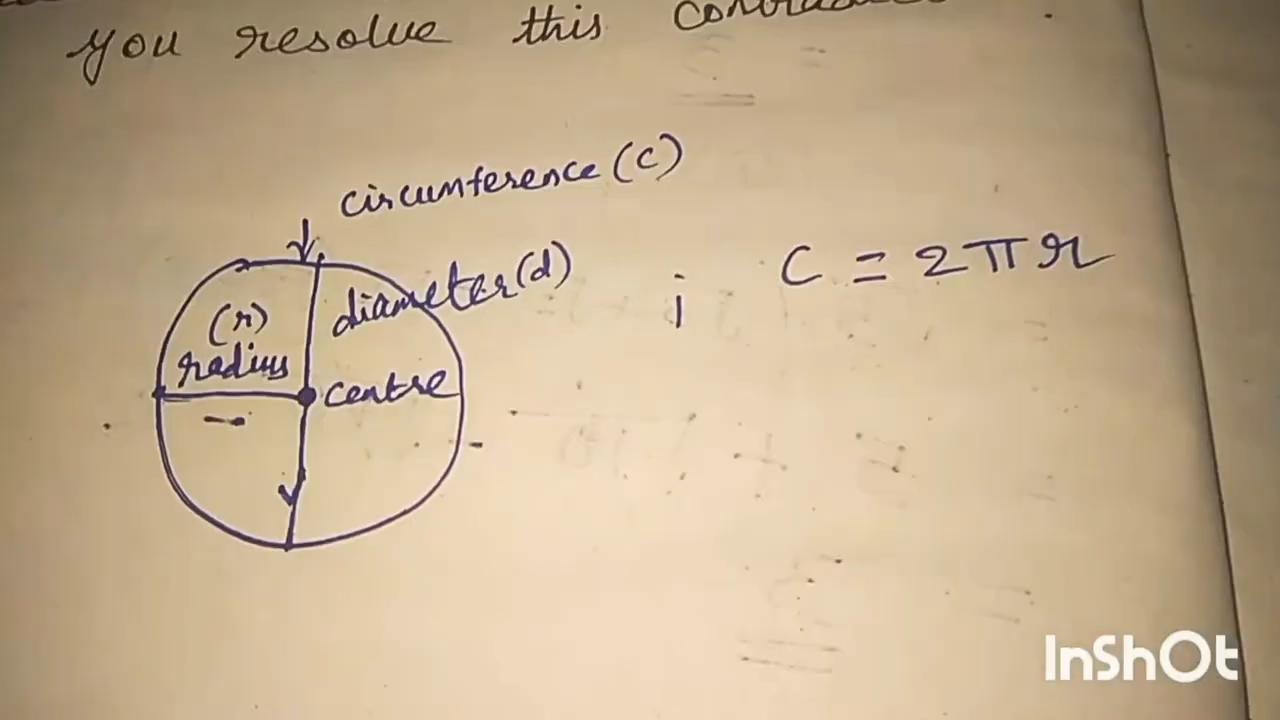 you resolve this
circumference (c)
diameter (d)
C = 2πr
(r)
radius
centre
InShOt